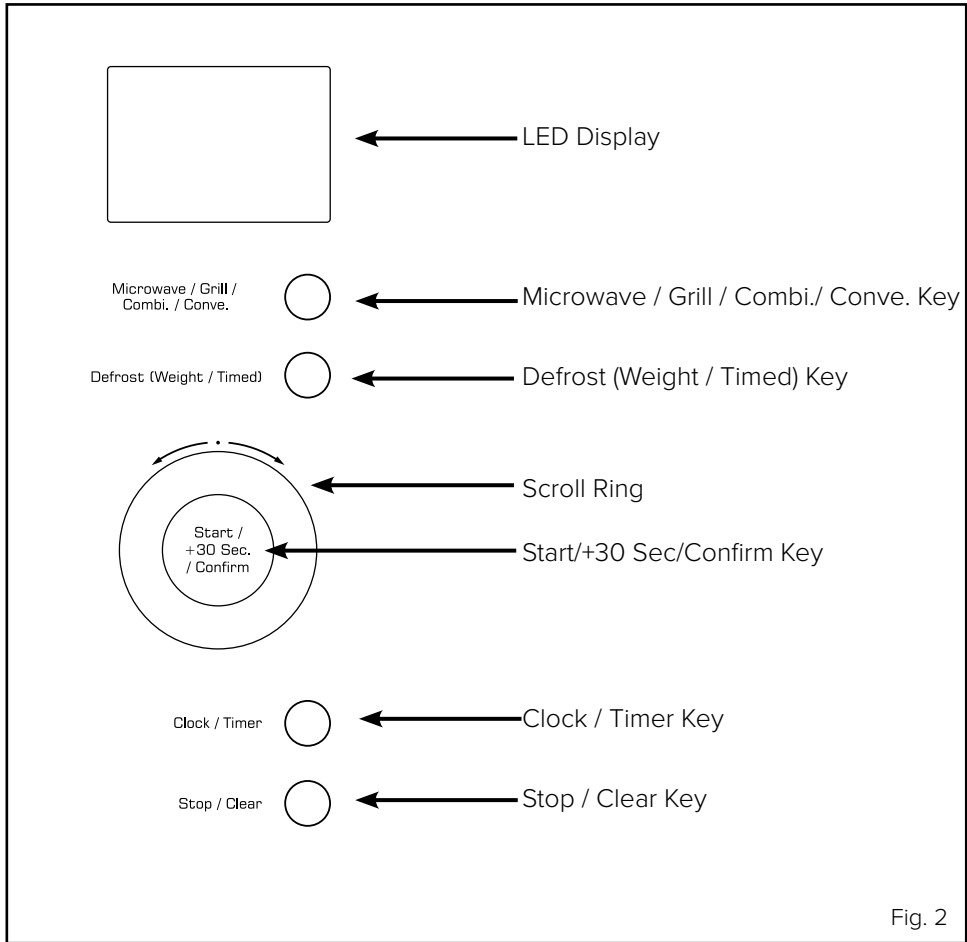 LED Display
Microwave / Grill /
Combi. / Conve.
Microwave / Grill / Combi./ Conve. Key
Defrost (Weight / Timed)
Defrost (Weight / Timed) Key
Scroll Ring
Start /
+30 Sec.
/ Confirm
Start/+30 Sec/Confirm Key
Clock / Timer
Clock / Timer Key
Stop / Clear
Stop / Clear Key
Fig. 2